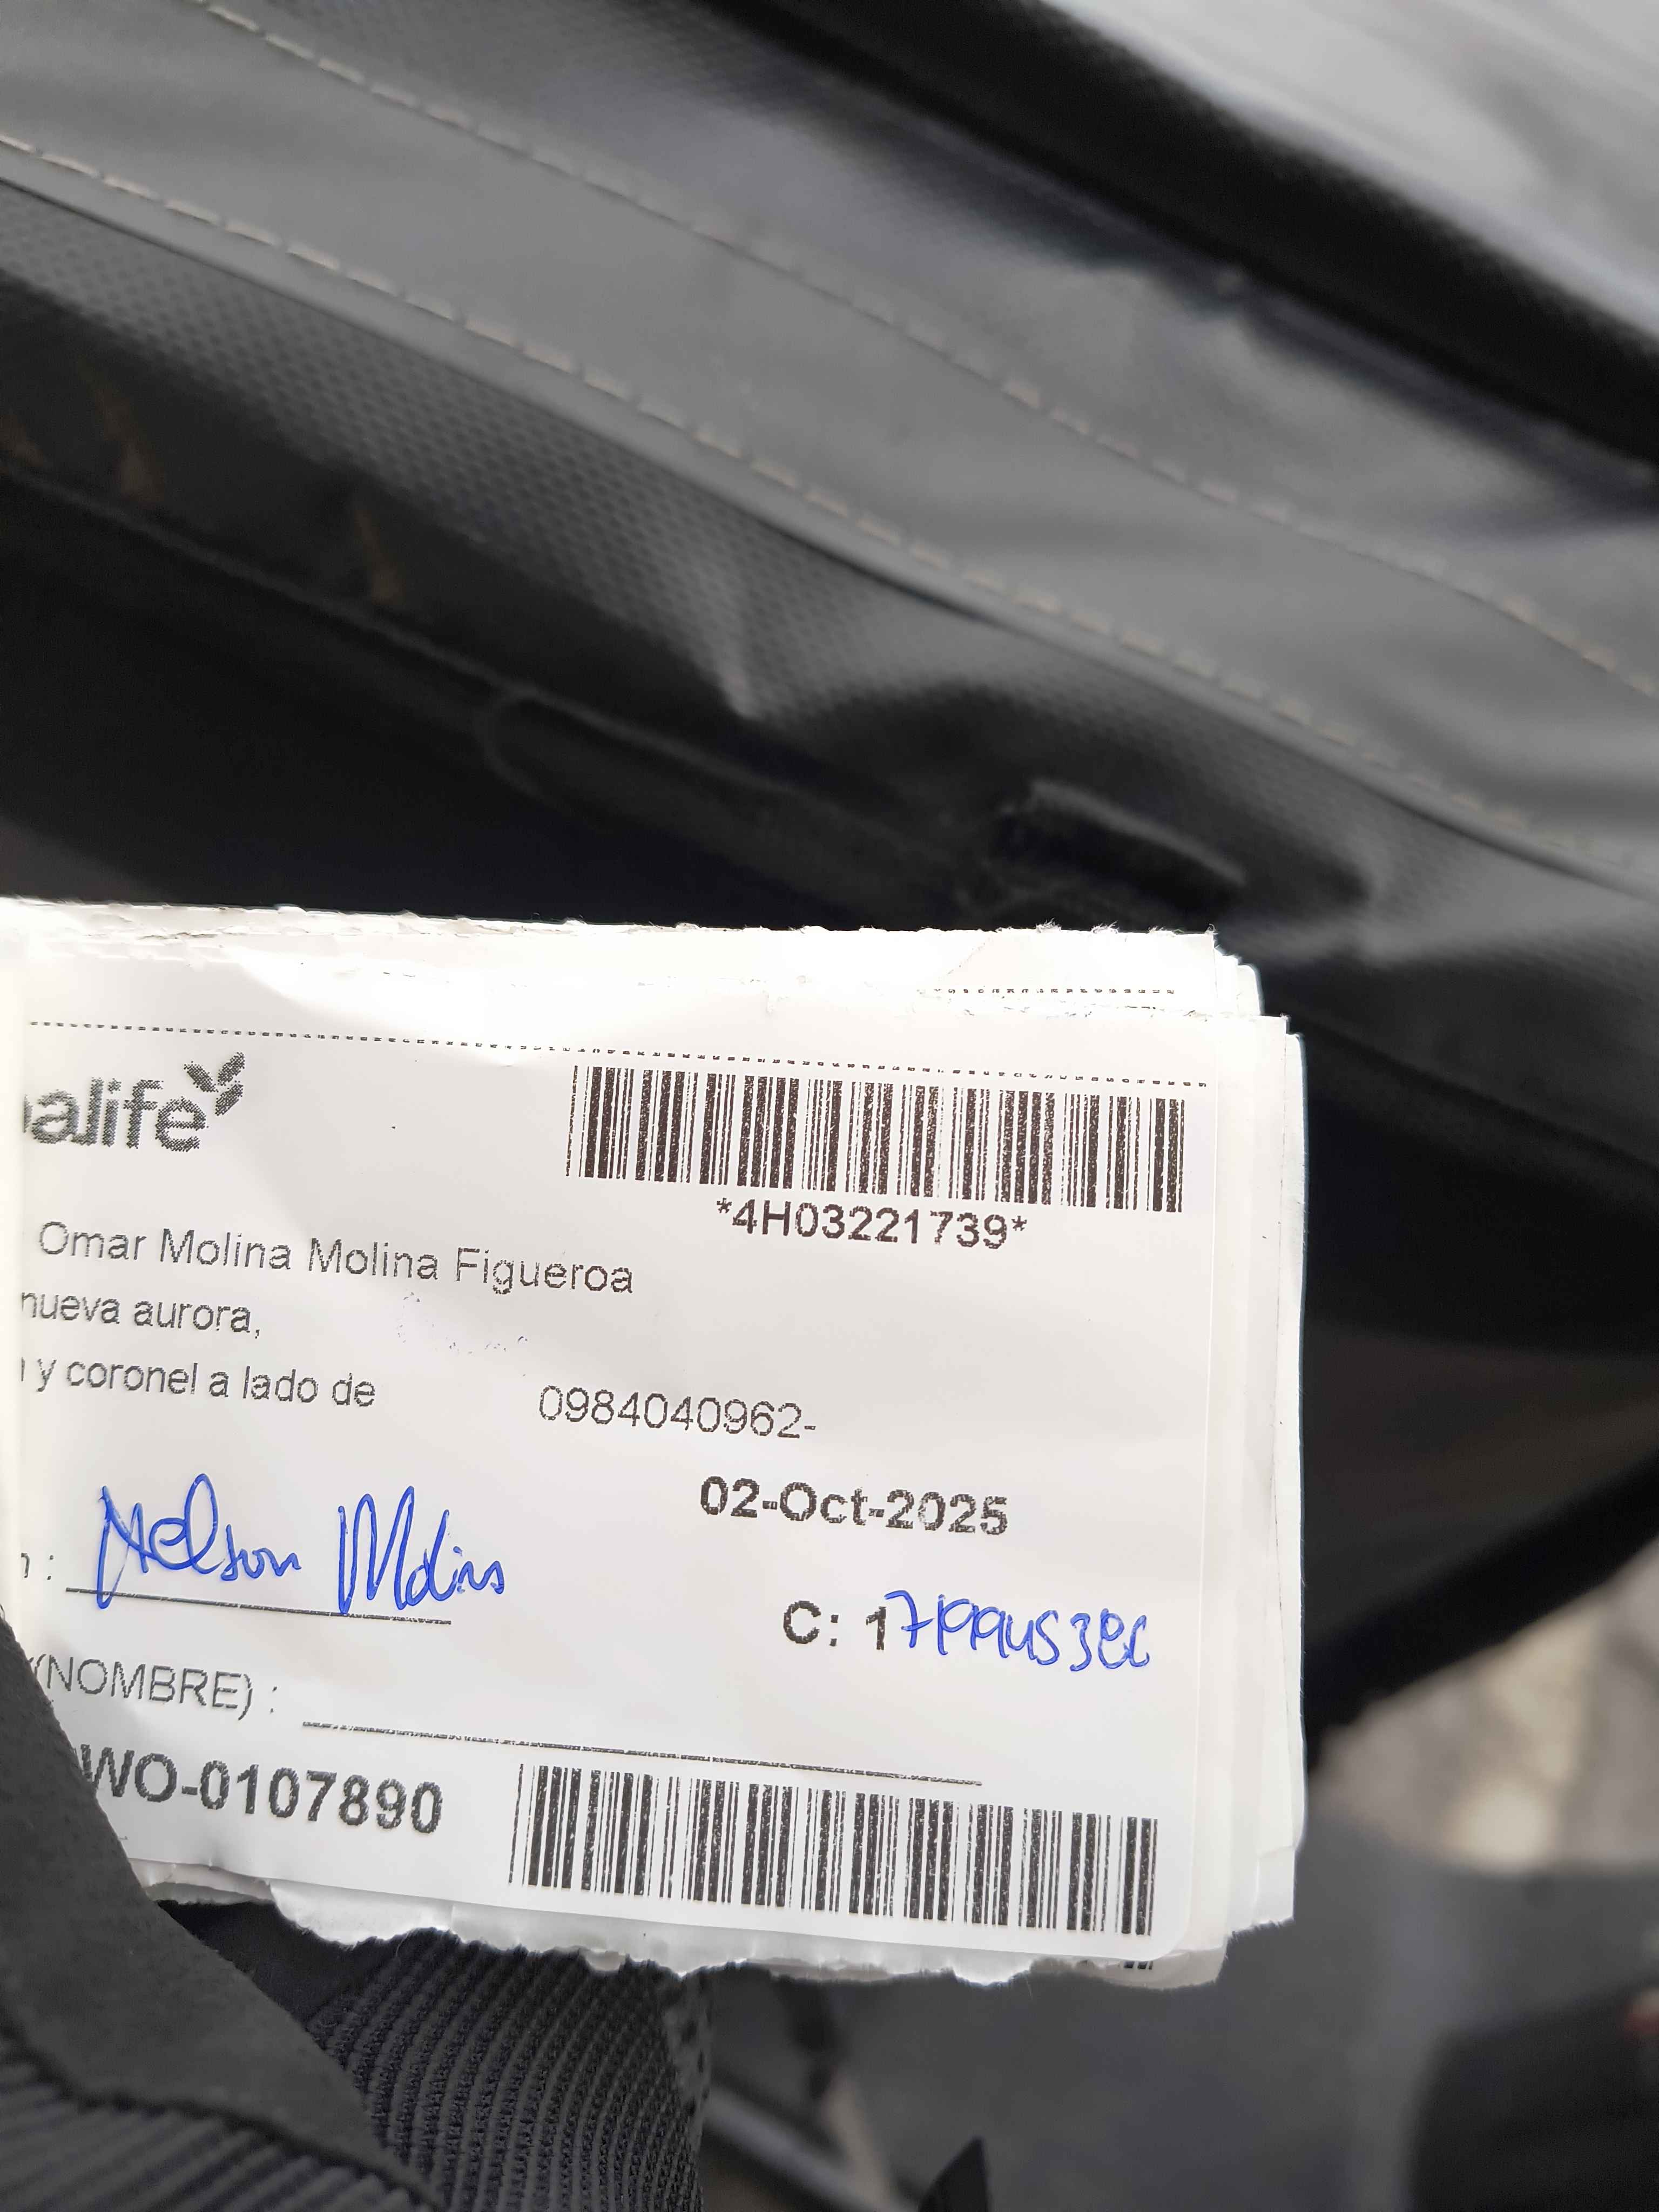 alife
*4H03221739*
Omar Molina Molina Figueroa
nueva aurora,
y coronel a lado de
0984040962-
02-Oct-2025
Nelson Molina
C: 1
(NOMBRE) :
WO-0107890